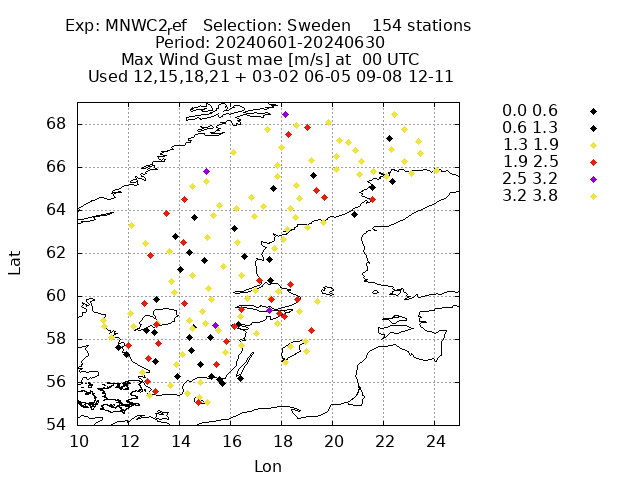 Exp: MNWC2ref Selection: Sweden 154 stations
Period: 20240601-20240630
Max Wind Gust mae [m/s] at 00 UTC
Used 12,15,18,21 + 03-02 06-05 09-08 12-11
0.0 0.6
0.6 1.3
1.3 1.9
1.9 2.5
2.5 3.2
3.2 3.8
68
66
64
62
60
58
56
54
Lat
10 12 14 16 18 20 22 24
Lon